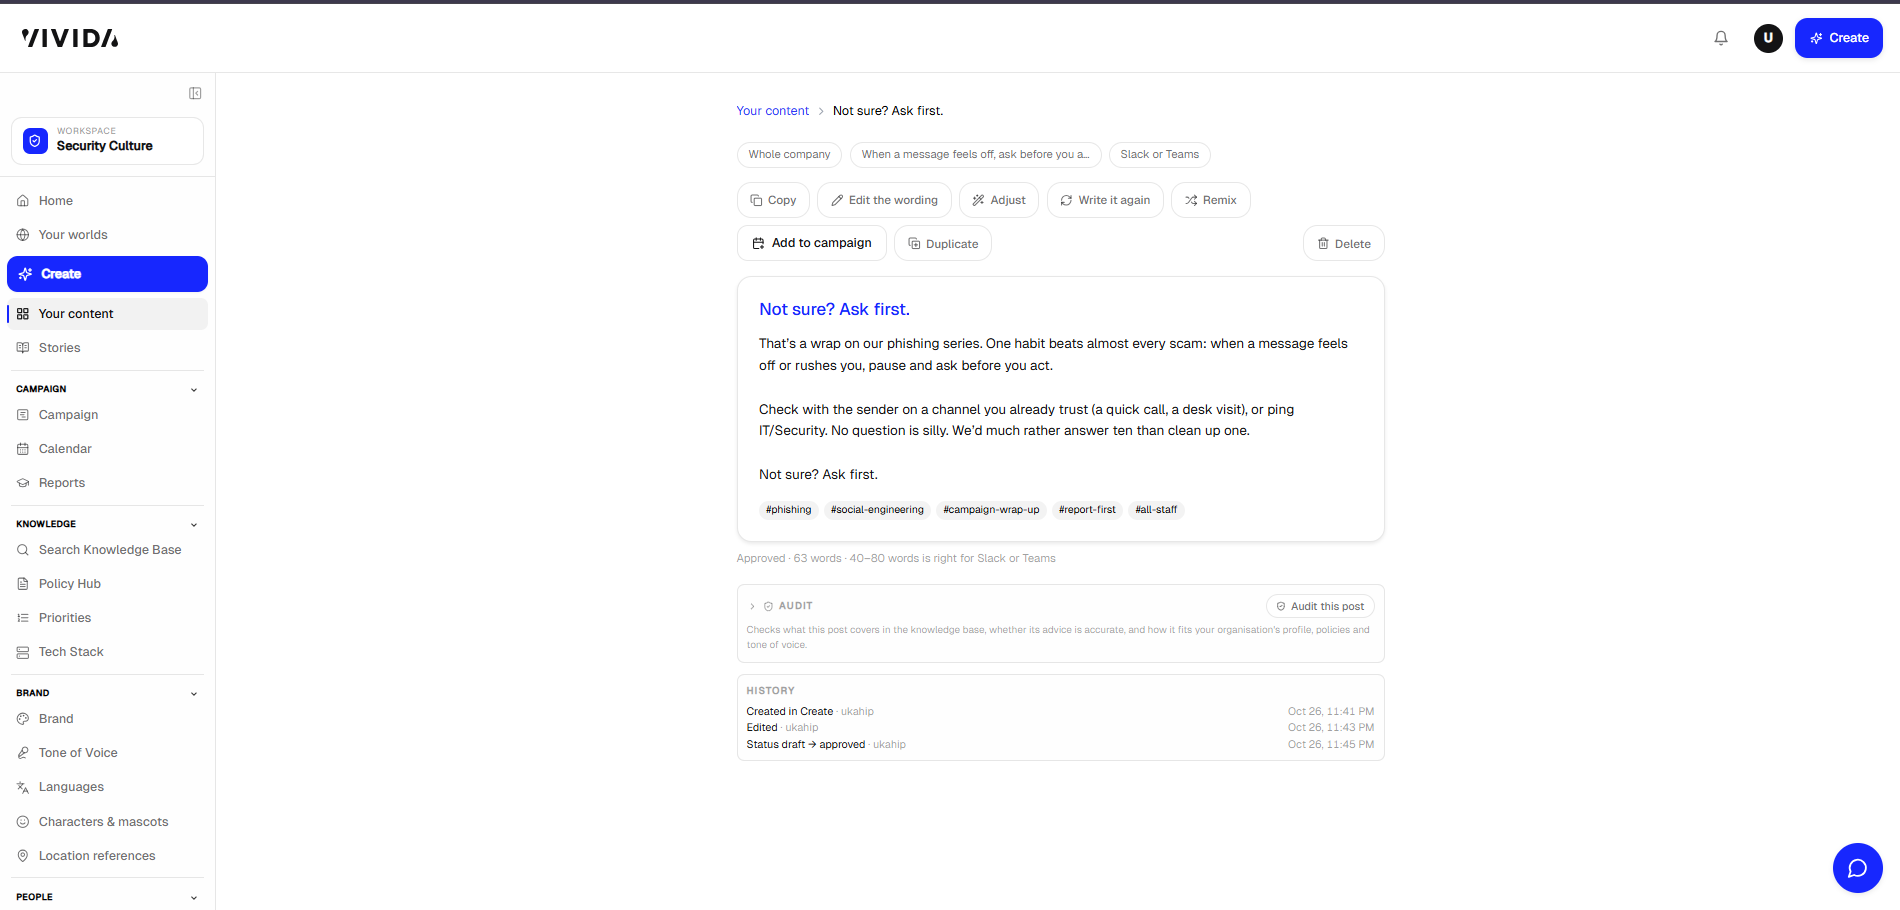 VIVIDA
U
Create
WORKSPACE
Security Culture
Home
Your worlds
Create
Your content
Stories
CAMPAIGN
Campaign
Calendar
Reports
KNOWLEDGE
Search Knowledge Base
Policy Hub
Priorities
Tech Stack
BRAND
Brand
Tone of Voice
Languages
Characters & mascots
Location references
PEOPLE
Your content > Not sure? Ask first.
Whole company
When a message feels off, ask before you a...
Slack or Teams
Copy
Edit the wording
Adjust
Write it again
Remix
Add to campaign
Duplicate
Delete
Not sure? Ask first.
That's a wrap on our phishing series. One habit beats almost every scam: when a message feels
off or rushes you, pause and ask before you act.
Check with the sender on a channel you already trust (a quick call, a desk visit), or ping
IT/Security. No question is silly. We'd much rather answer ten than clean up one.
Not sure? Ask first.
#phishing #social-engineering #campaign-wrap-up #report-first #all-staff
Approved · 63 words · 40–80 words is right for Slack or Teams
AUDIT
Audit this post
Checks what this post covers in the knowledge base, whether its advice is accurate, and how it fits your organisation's profile, policies and
tone of voice.
HISTORY
Created in Create · ukahip Oct 26, 11:41 PM
Edited · ukahip Oct 26, 11:43 PM
Status draft → approved · ukahip Oct 26, 11:45 PM